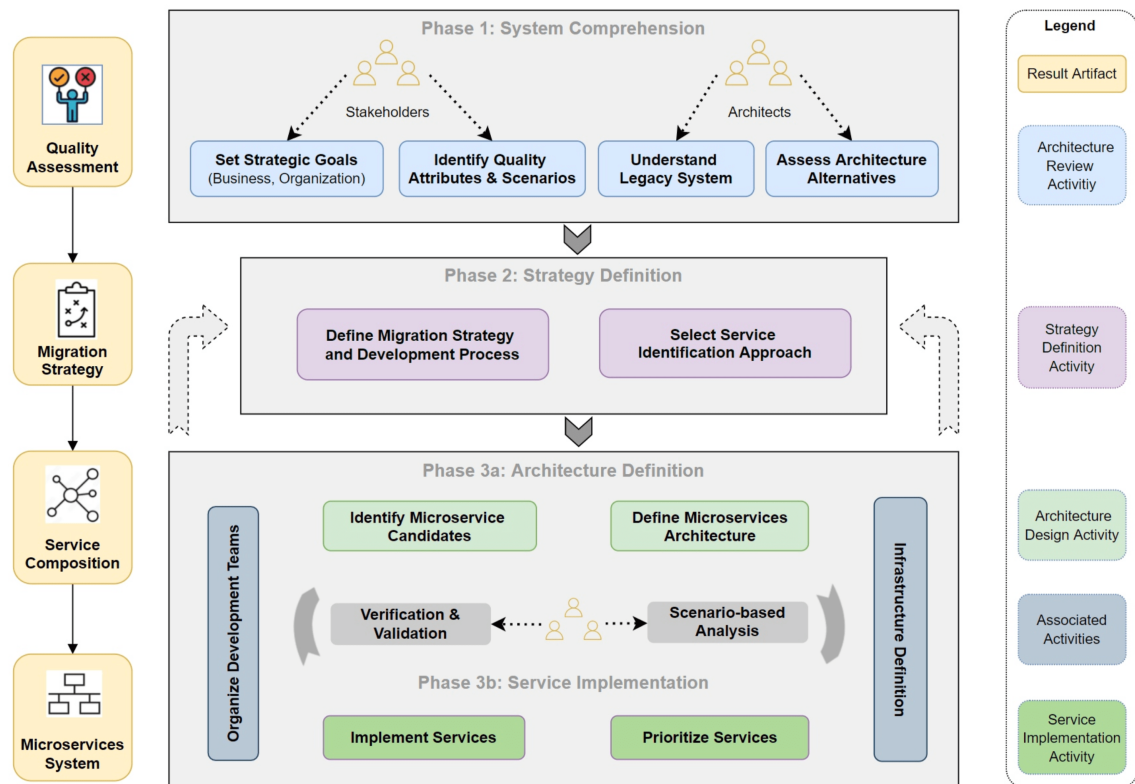 Quality
Assessment
Migration
Strategy
Service
Composition
Microservices
System
Phase 1: System Comprehension
Stakeholders
Architects
Set Strategic Goals
(Business, Organization)
Identify Quality
Attributes & Scenarios
Understand
Legacy System
Assess Architecture
Alternatives
Phase 2: Strategy Definition
Define Migration Strategy
and Development Process
Select Service
Identification Approach
Phase 3a: Architecture Definition
Organize Development Teams
Identify Microservice
Candidates
Define Microservices
Architecture
Infrastructure Definition
Verification &
Validation
Scenario-based
Analysis
Phase 3b: Service Implementation
Implement Services
Prioritize Services
Legend
Result Artifact
Architecture
Review
Activitiy
Strategy
Definition
Activity
Architecture
Design Activity
Associated
Activities
Service
Implementation
Activity